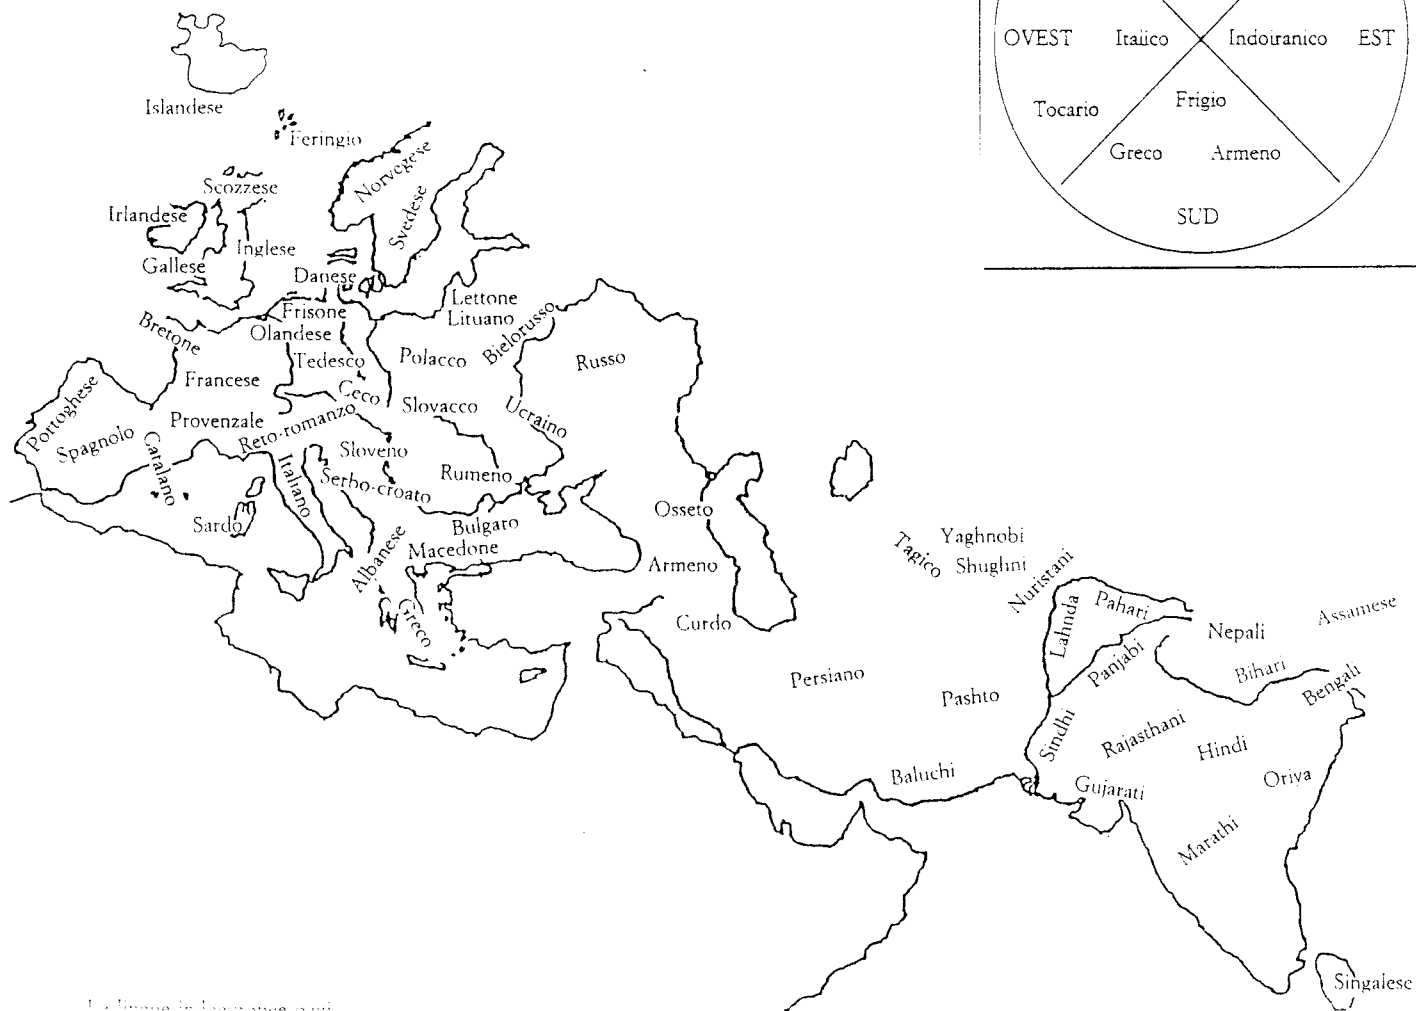 OVEST Italico Indoiranico EST
Tocario Frigio
Greco Armeno
SUD
Islandese
Feringio
Norvegese
Svedese
Scozzese
Irlandese
Inglese
Gallese
Danese
Frisone
Olandese
Lettone
Lituano
Bielorusso
Bretone
Tedesco
Polacco
Russo
Francese
Ceco
Portoghese
Spagnolo
Catalano
Provenzale
Reto-romanzo
Slovacco
Ucraino
Sloveno
Rumeno
Italiano
Serbo-croato
Sardo
Bulgaro
Macedone
Albanese
Greco
Osseto
Armeno
Curdo
Persiano
Tagico
Yaghnobi
Shughni
Nuristani
Pashto
Baluchi
Lahnda
Pahari
Panjabi
Nepali
Assamese
Bihari
Bengali
Sindhi
Rajasthani
Hindi
Oriya
Gujarati
Marathi
Singalese